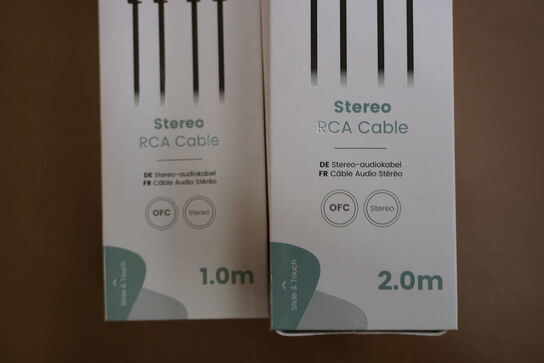 Stereo
RCA Cable
DE Stereo-audiokabel
FR Câble Audio Stéréo
OFC
Stereo
Slide & Touch
1.0m
Stereo
RCA Cable
DE Stereo-audiokabel
FR Câble Audio Stéréo
OFC
Stereo
Slide & Touch
2.0m